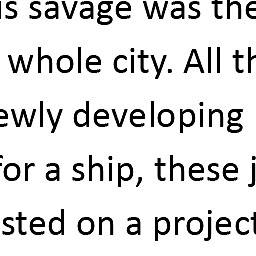 is savage was the
whole city. All th
ewly developing
for a ship, these j
sted on a project